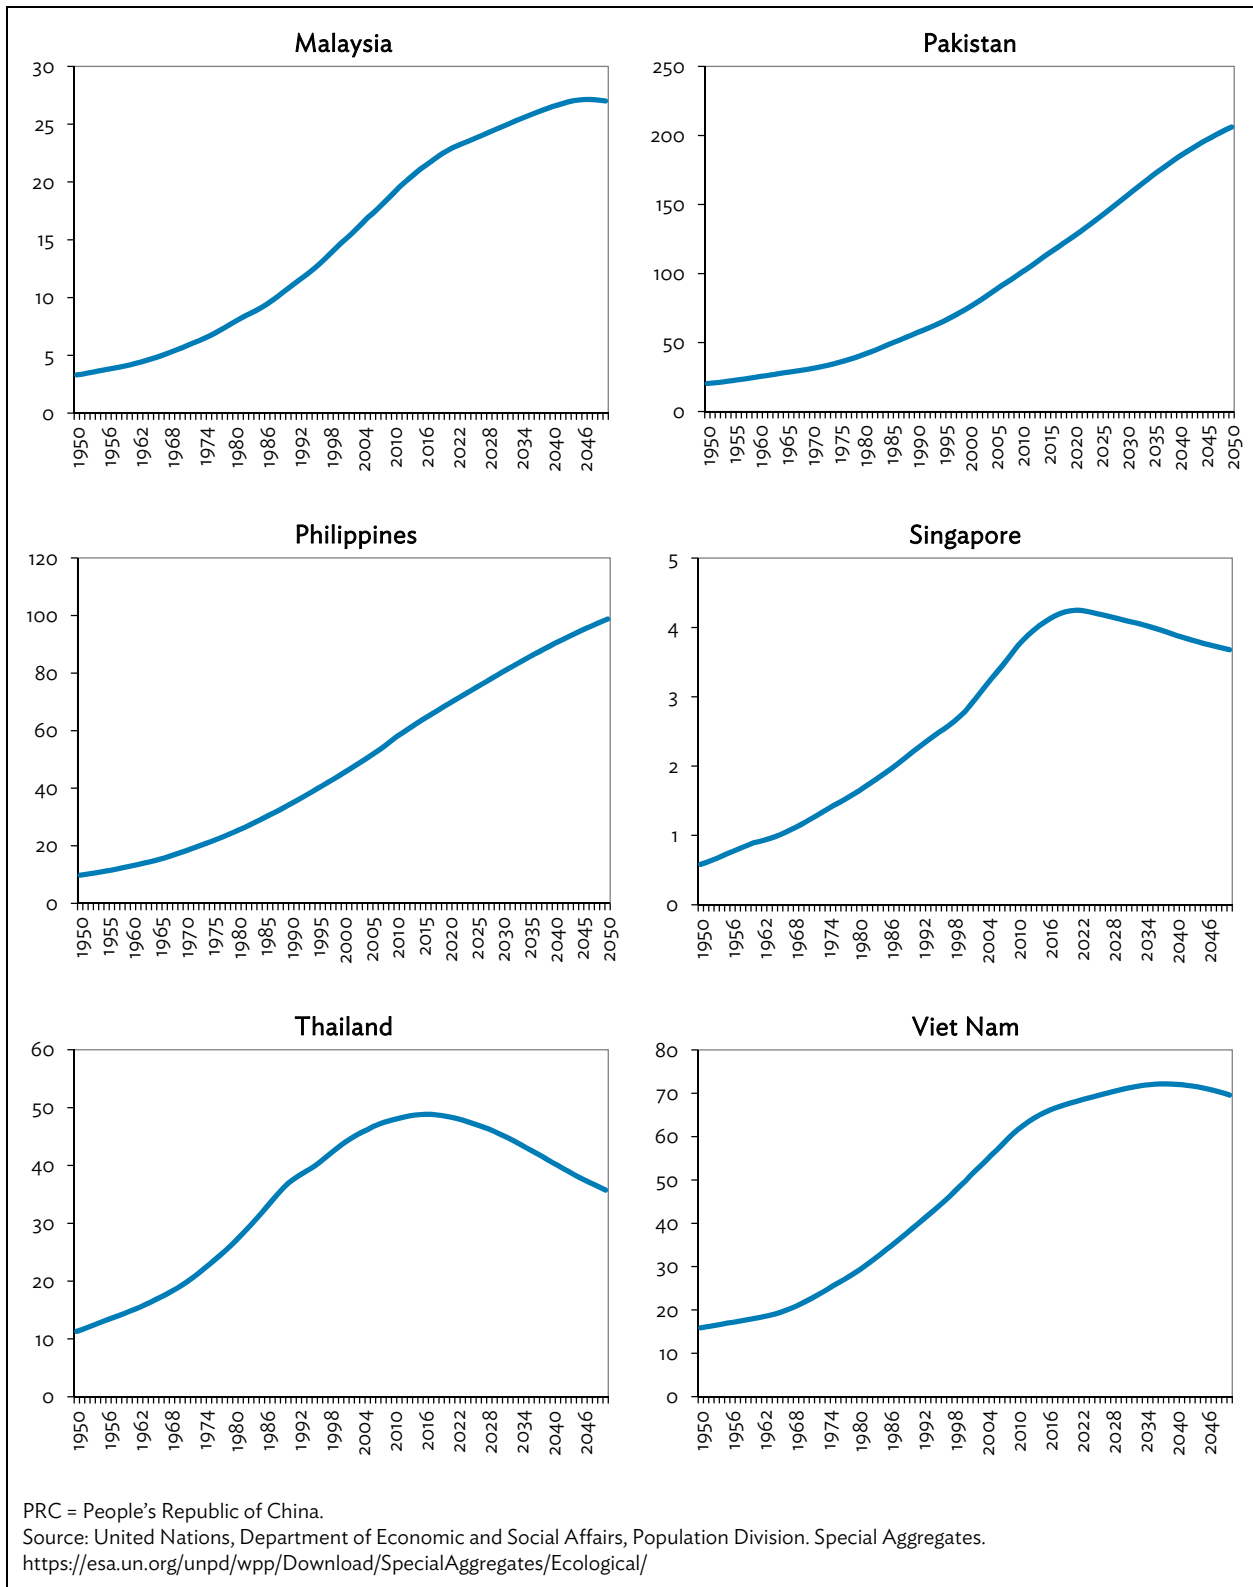 Malaysia
30
25
20
15
10
5
0
1950 1956 1962 1968 1974 1980 1986 1992 1998 2004 2010 2016 2022 2028 2034 2040 2046
Pakistan
250
200
150
100
50
0
1950 1955 1960 1965 1970 1975 1980 1985 1990 1995 2000 2005 2010 2015 2020 2025 2030 2035 2040 2045 2050
Philippines
120
100
80
60
40
20
0
1950 1955 1960 1965 1970 1975 1980 1985 1990 1995 2000 2005 2010 2015 2020 2025 2030 2035 2040 2045 2050
Singapore
5
4
3
2
1
0
1950 1956 1962 1968 1974 1980 1986 1992 1998 2004 2010 2016 2022 2028 2034 2040 2046
Thailand
60
50
40
30
20
10
0
1950 1956 1962 1968 1974 1980 1986 1992 1998 2004 2010 2016 2022 2028 2034 2040 2046
Viet Nam
80
70
60
50
40
30
20
10
0
1950 1956 1962 1968 1974 1980 1986 1992 1998 2004 2010 2016 2022 2028 2034 2040 2046
PRC = People’s Republic of China.
Source: United Nations, Department of Economic and Social Affairs, Population Division. Special Aggregates.
https://esa.un.org/unpd/wpp/Download/SpecialAggregates/Ecological/